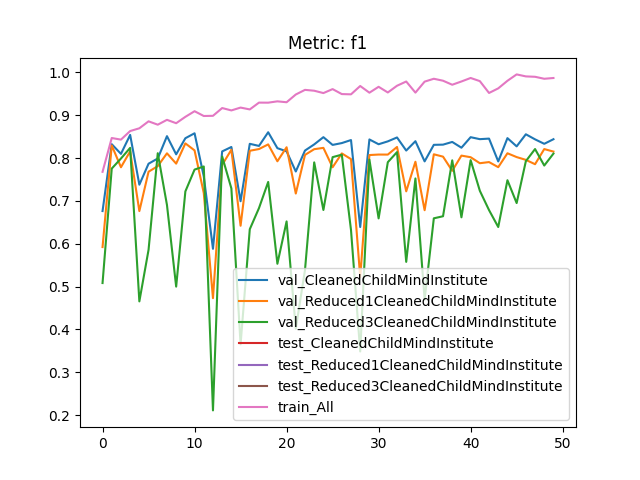 Metric: f1
1.0
0.9
0.8
0.7
0.6
0.5
0.4
0.3
0.2
0
10
20
30
40
50
val_CleanedChildMindInstitute
val_Reduced1CleanedChildMindInstitute
val_Reduced3CleanedChildMindInstitute
test_CleanedChildMindInstitute
test_Reduced1CleanedChildMindInstitute
test_Reduced3CleanedChildMindInstitute
train_All